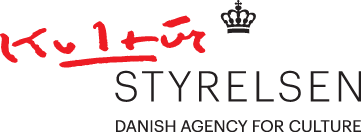 Kultur
STYRELSEN
DANISH AGENCY FOR CULTURE